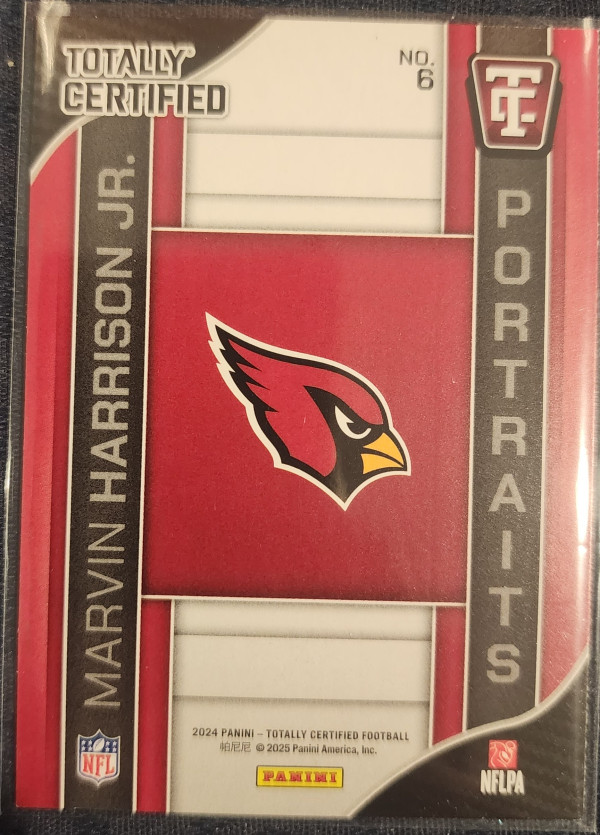 TOTALLY
CERTIFIED
NO.
6
TC
MARVIN HARRISON JR.
PORTRAITS
2024 PANINI – TOTALLY CERTIFIED FOOTBALL
帕尼尼 © 2025 Panini America, Inc.
PANINI
NFL
NFLPA